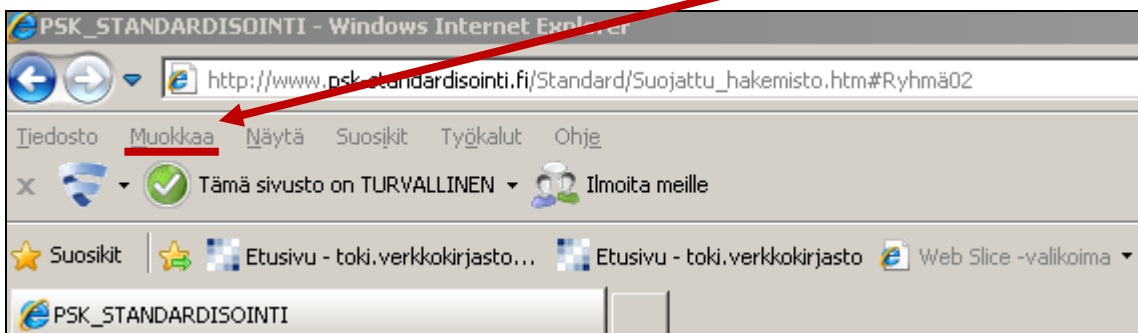 PSK_STANDARDISOINTI - Windows Internet Explorer
http://www.psk-standardisointi.fi/Standard/Suojattu_hakemisto.htm#Ryhmä02
Tiedosto Muokkaa Näytä Suosikit Työkalut Ohje
x Tämä sivusto on TURVALLINEN Ilmoita meille
Suosikit Etusivu - toki.verkkokirjasto... Etusivu - toki.verkkokirjasto Web Slice -valikoima
PSK_STANDARDISOINTI